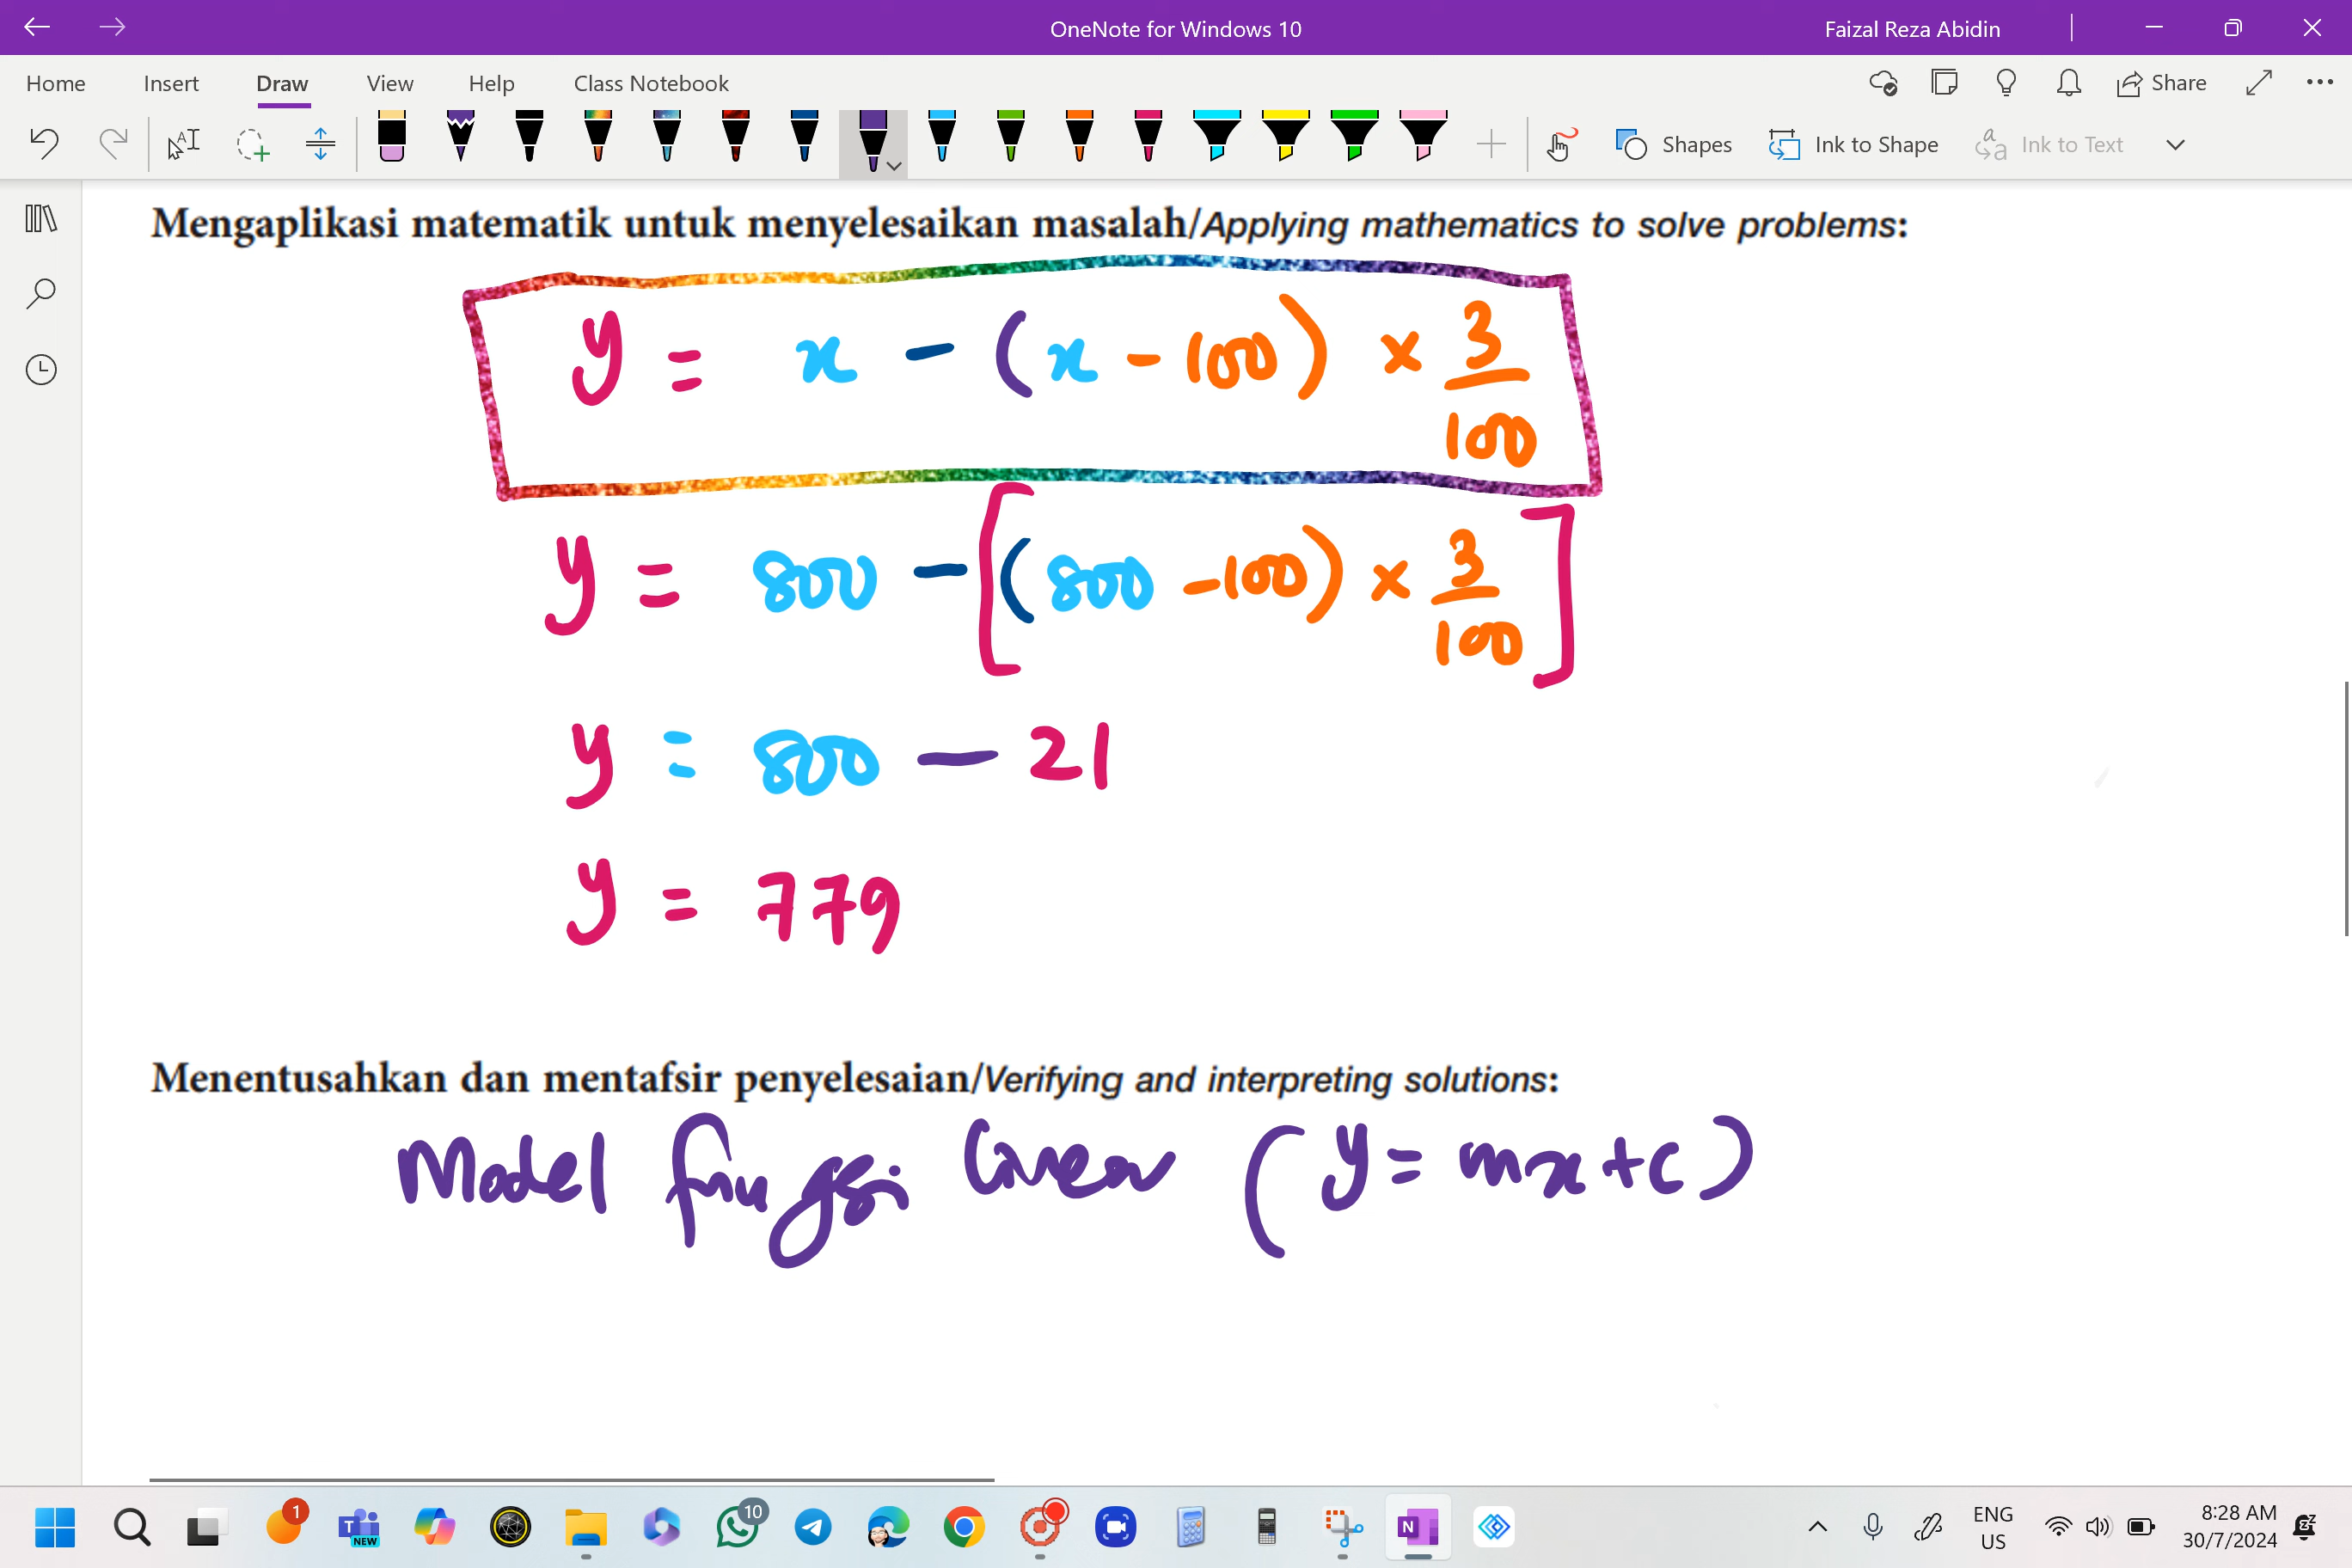 OneNote for Windows 10
Faizal Reza Abidin
Home Insert Draw View Help Class Notebook Share
Shapes Ink to Shape Ink to Text
Mengaplikasi matematik untuk menyelesaikan masalah/Applying mathematics to solve problems:
y = x - (x - 100) × 3/100
y = 800 - [(800 - 100) × 3/100]
y = 800 - 21
y = 779
Menentusahkan dan mentafsir penyelesaian/Verifying and interpreting solutions:
Model fungsi linear (y = mx + c)
1 T NEW 10 N ENG 8:28 AM
US 30/7/2024